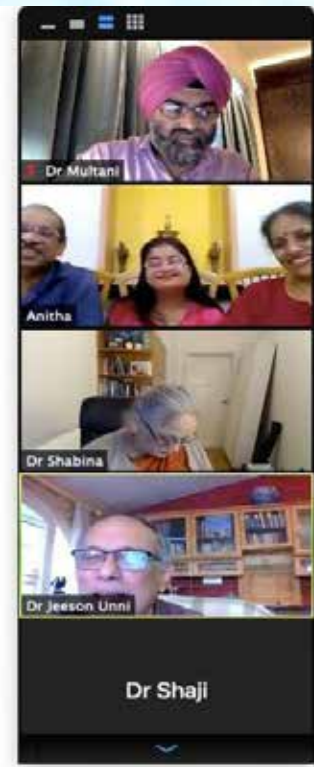 Dr Multani
Anitha
Dr Shabina
Dr Jeeson Unni
Dr Shaji